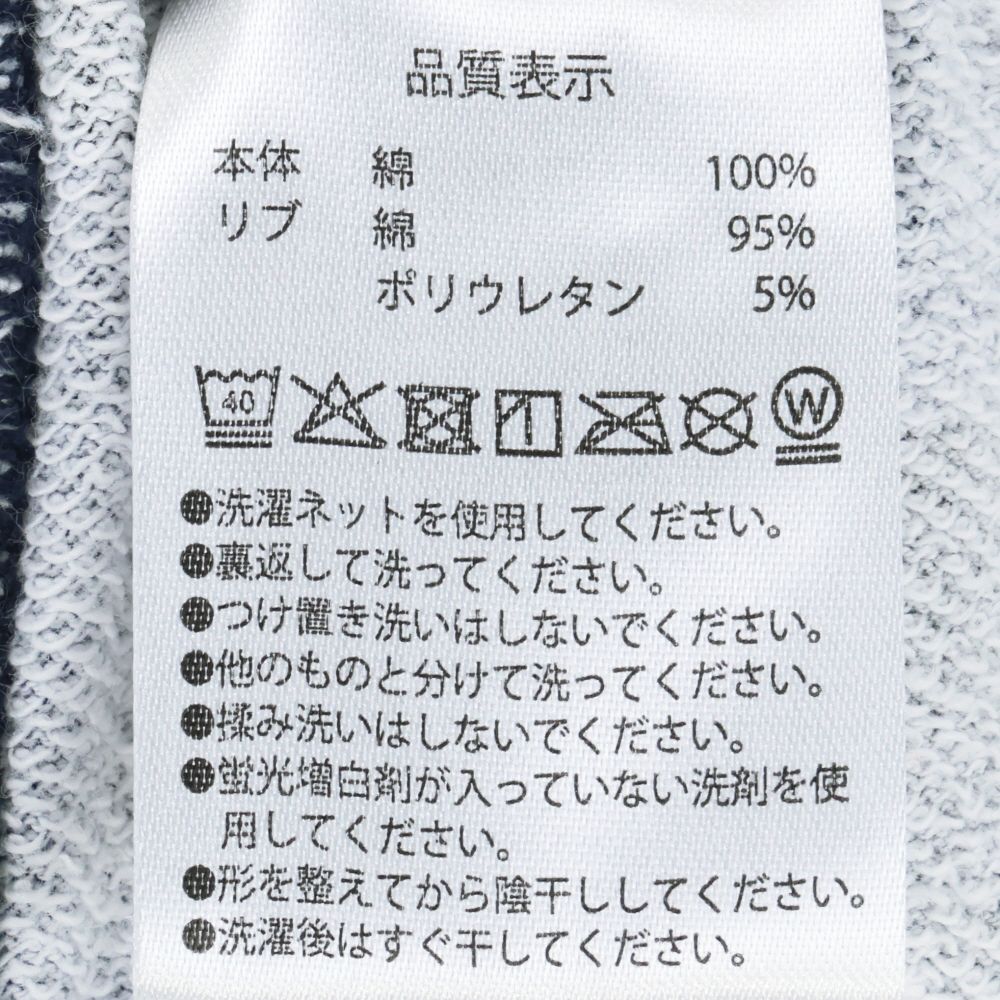 品質表示
本体 綿 100%
リブ 綿 95%
ポリウレタン 5%
40 W
●洗濯ネットを使用してください。
●裏返して洗ってください。
●つけ置き洗いはしないでください。
●他のものと分けて洗ってください。
●揉み洗いはしないでください。
●蛍光増白剤が入っていない洗剤を使
用してください。
●形を整えてから陰干ししてください。
●洗濯後はすぐ干してください。